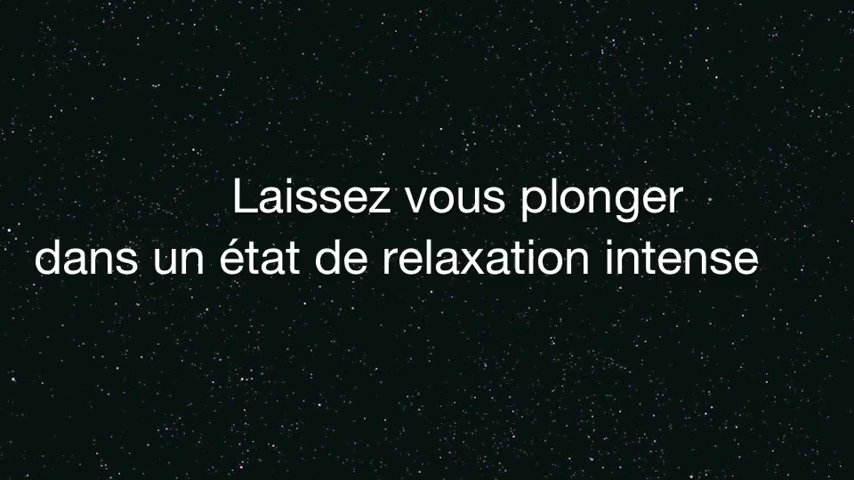 Laissez vous plonger
dans un état de relaxation intense